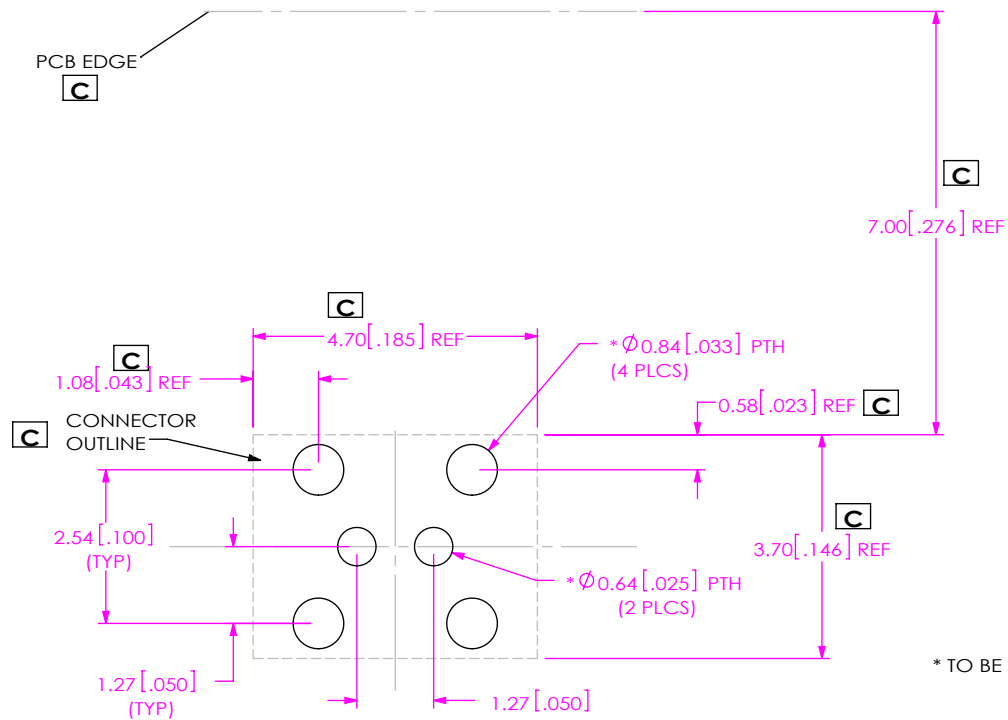 PCB EDGE
C
C
7.00[.276] REF
C
4.70[.185] REF
* Ø0.84[.033] PTH
(4 PLCS)
C
1.08[.043] REF
0.58[.023] REF C
C CONNECTOR
OUTLINE
C
2.54[.100]
(TYP)
3.70[.146] REF
* Ø0.64[.025] PTH
(2 PLCS)
* TO BE
1.27[.050]
(TYP)
1.27[.050]